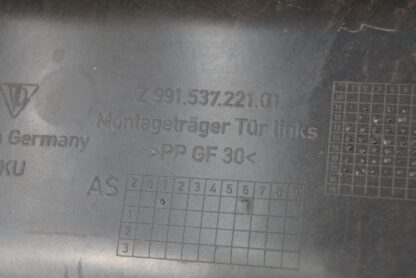 Z 991.537.221.01
Montageträger Tür links
n Germany
>PP GF 30<
KU
AS Z 0 1 2 3 4 5 6 7 8 9
1
2
3